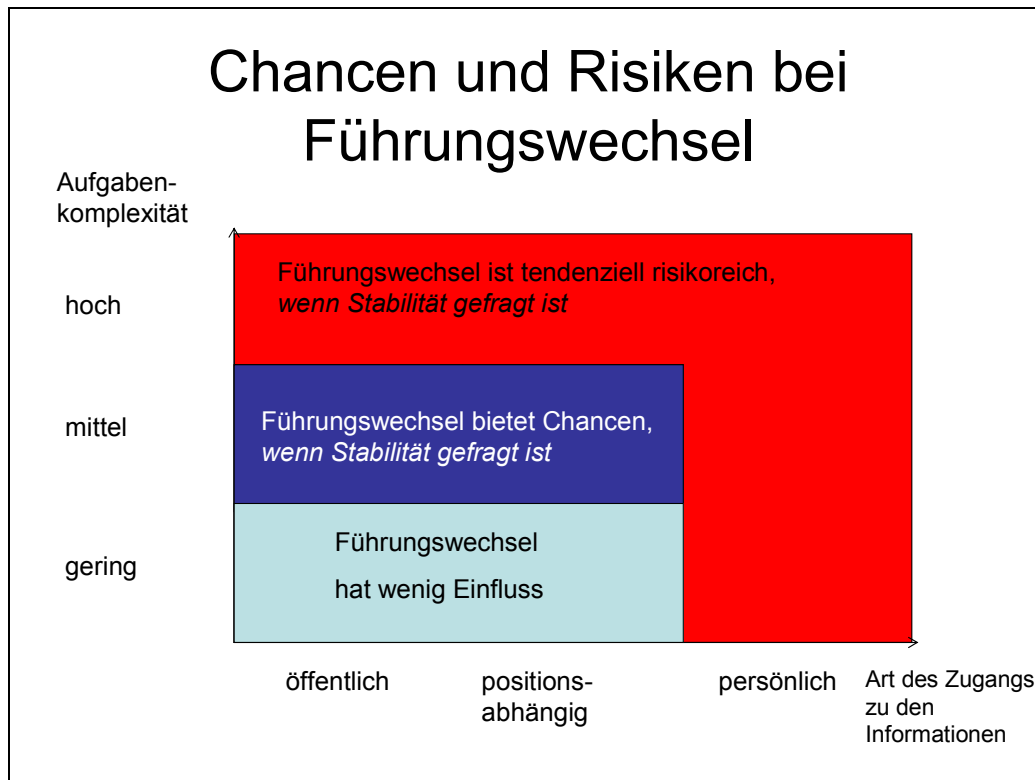 Chancen und Risiken bei
Führungswechsel
Aufgaben-
komplexität
hoch
Führungswechsel ist tendenziell risikoreich,
wenn Stabilität gefragt ist
mittel
Führungswechsel bietet Chancen,
wenn Stabilität gefragt ist
gering
Führungswechsel
hat wenig Einfluss
öffentlich
positions-
abhängig
persönlich
Art des Zugangs
zu den
Informationen